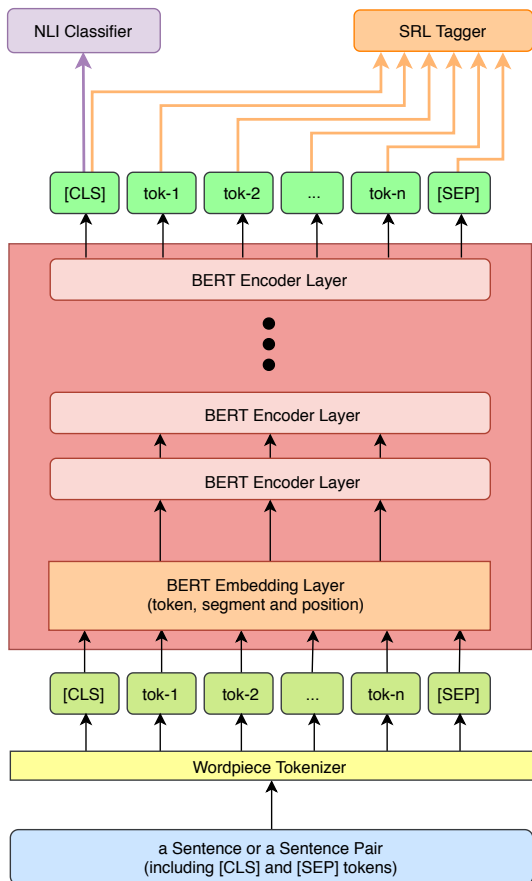 NLI Classifier
SRL Tagger
[CLS]
tok-1
tok-2
...
tok-n
[SEP]
BERT Encoder Layer
BERT Encoder Layer
BERT Encoder Layer
BERT Embedding Layer
(token, segment and position)
[CLS]
tok-1
tok-2
...
tok-n
[SEP]
Wordpiece Tokenizer
a Sentence or a Sentence Pair
(including [CLS] and [SEP] tokens)